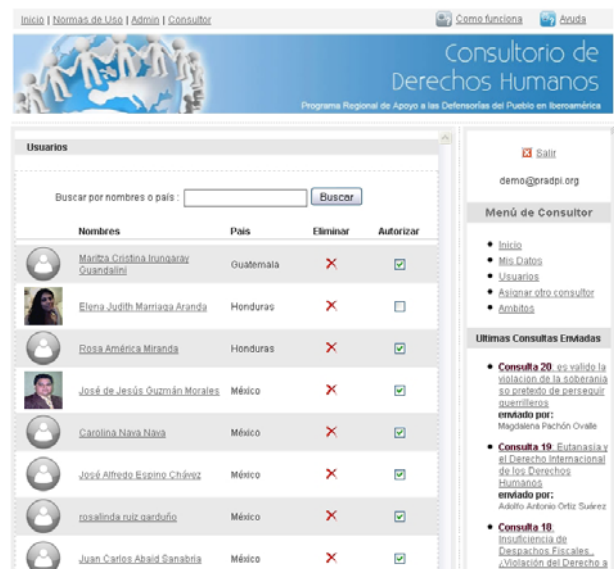 Inicio | Normas de Uso | Admin | Consultor
Como funciona
Ayuda
Consultorio de
Derechos Humanos
Programa Regional de Apoyo a las Defensorías del Pueblo en Iberoamérica
Usuarios
Buscar por nombres o país :
Buscar
Nombres País Eliminar Autorizar
Maritza Cristina Irungaray
Guandalini
Guatemala
Elena Judith Marriaga Aranda Honduras
Rosa América Miranda Honduras
José de Jesús Guzmán Morales México
Carolina Nava Nava México
José Alfredo Espino Chávez México
rosalinda ruiz garduño México
Juan Carlos Abaid Sanabria México
Salir
demo@pradpi.org
Menú de Consultor
Inicio
Mis Datos
Usuarios
Asignar otro consultor
Ambitos
Ultimas Consultas Enviadas
Consulta 20: es valido la
violación de la soberanía
so pretexto de perseguir
guerrilleros
enviado por:
Magdalena Pachón Ovalle
Consulta 19: Eutanasia y
el Derecho Internacional
de los Derechos
Humanos
enviado por:
Adolfo Antonio Ortiz Suárez
Consulta 18:
Insuficiencia de
Despachos Fiscales..
¿Violación del Derecho a